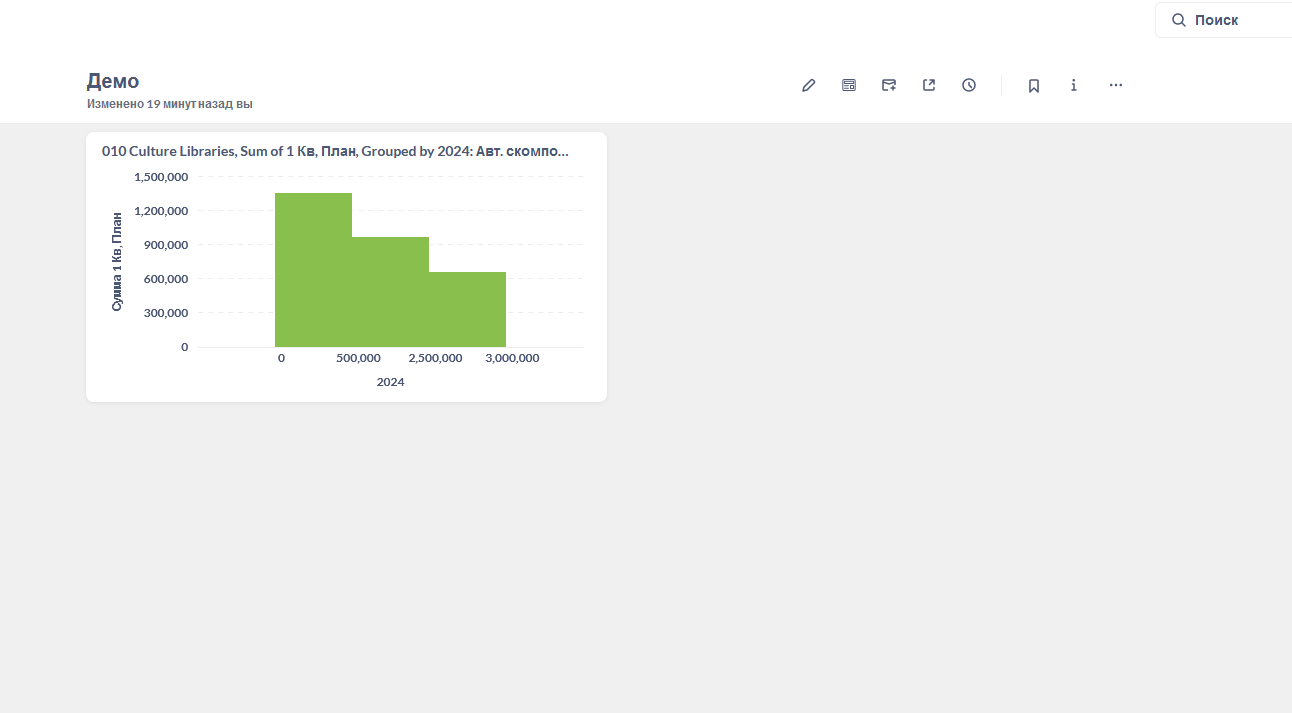 Поиск
Демо
Изменено 19 минут назад вы
010 Culture Libraries, Sum of 1 Кв, План, Grouped by 2024: Авт. скомпо...
1,500,000
1,200,000
900,000
600,000
300,000
0
Сумма 1 Кв, План
0 500,000 2,500,000 3,000,000
2024